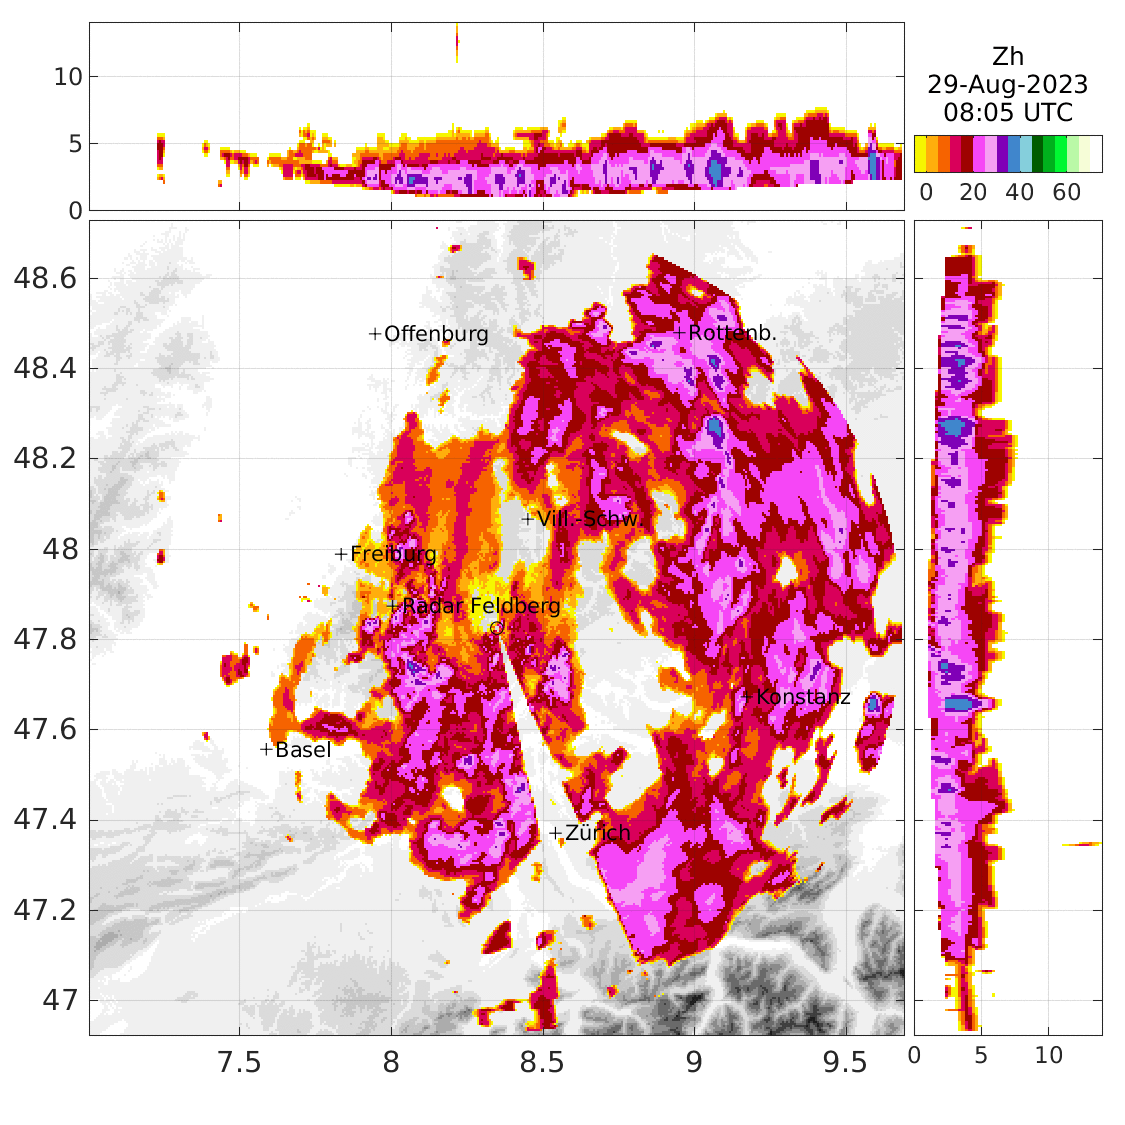 10
5
0
Zh
29-Aug-2023
08:05 UTC
0 20 40 60
48.6
48.4
48.2
48
47.8
47.6
47.4
47.2
47
+Offenburg
+Rottenb.
+Vill.-Schw.
+Freiburg
+Radar Feldberg
+Konstanz
+Basel
+Zürich
7.5 8 8.5 9 9.5
0 5 10